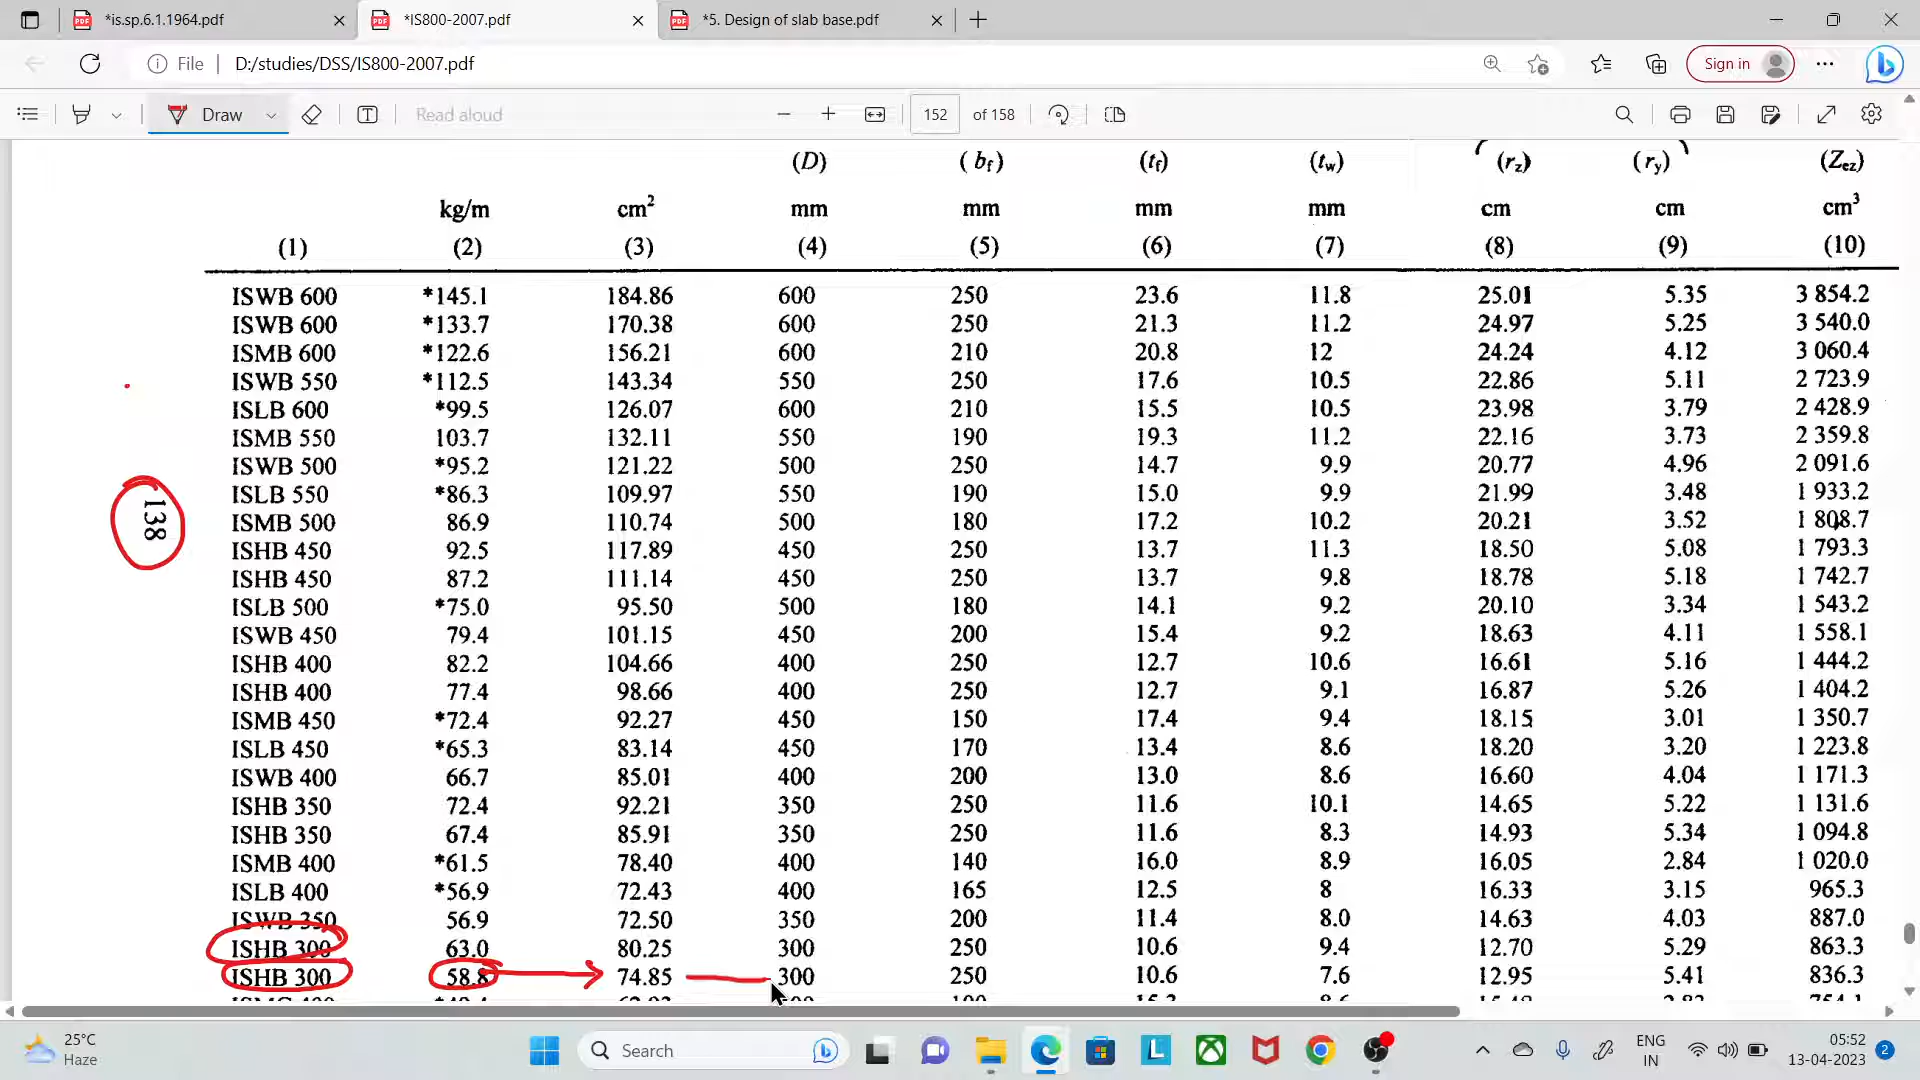 *is.sp.6.1.1964.pdf
*IS800-2007.pdf
*5. Design of slab base.pdf
File D:/studies/DSS/IS800-2007.pdf
Sign in
Draw
Read aloud
152 of 158
(D) (bf) (tf) (tw) (rz) (ry) (Zez)
kg/m cm² mm mm mm mm cm cm cm³
(1) (2) (3) (4) (5) (6) (7) (8) (9) (10)
ISWB 600 *145.1 184.86 600 250 23.6 11.8 25.01 5.35 3 854.2
ISWB 600 *133.7 170.38 600 250 21.3 11.2 24.97 5.25 3 540.0
ISMB 600 *122.6 156.21 600 210 20.8 12 24.24 4.12 3 060.4
ISWB 550 *112.5 143.34 550 250 17.6 10.5 22.86 5.11 2 723.9
ISLB 600 *99.5 126.07 600 210 15.5 10.5 23.98 3.79 2 428.9
ISMB 550 103.7 132.11 550 190 19.3 11.2 22.16 3.73 2 359.8
ISWB 500 *95.2 121.22 500 250 14.7 9.9 20.77 4.96 2 091.6
ISLB 550 *86.3 109.97 550 190 15.0 9.9 21.99 3.48 1 933.2
ISMB 500 86.9 110.74 500 180 17.2 10.2 20.21 3.52 1 808.7
ISHB 450 92.5 117.89 450 250 13.7 11.3 18.50 5.08 1 793.3
ISHB 450 87.2 111.14 450 250 13.7 9.8 18.78 5.18 1 742.7
ISLB 500 *75.0 95.50 500 180 14.1 9.2 20.10 3.34 1 543.2
ISWB 450 79.4 101.15 450 200 15.4 9.2 18.63 4.11 1 558.1
ISHB 400 82.2 104.66 400 250 12.7 10.6 16.61 5.16 1 444.2
ISHB 400 77.4 98.66 400 250 12.7 9.1 16.87 5.26 1 404.2
ISMB 450 *72.4 92.27 450 150 17.4 9.4 18.15 3.01 1 350.7
ISLB 450 *65.3 83.14 450 170 13.4 8.6 18.20 3.20 1 223.8
ISWB 400 66.7 85.01 400 200 13.0 8.6 16.60 4.04 1 171.3
ISHB 350 72.4 92.21 350 250 11.6 10.1 14.65 5.22 1 131.6
ISHB 350 67.4 85.91 350 250 11.6 8.3 14.93 5.34 1 094.8
ISMB 400 *61.5 78.40 400 140 16.0 8.9 16.05 2.84 1 020.0
ISLB 400 *56.9 72.43 400 165 12.5 8 16.33 3.15 965.3
ISWB 350 56.9 72.50 350 200 11.4 8.0 14.63 4.03 887.0
ISHB 300 63.0 80.25 300 250 10.6 9.4 12.70 5.29 863.3
ISHB 300 58.8 74.85 300 250 10.6 7.6 12.95 5.41 836.3
138
25°C
Haze
Search
ENG
IN
05:52
13-04-2023
2